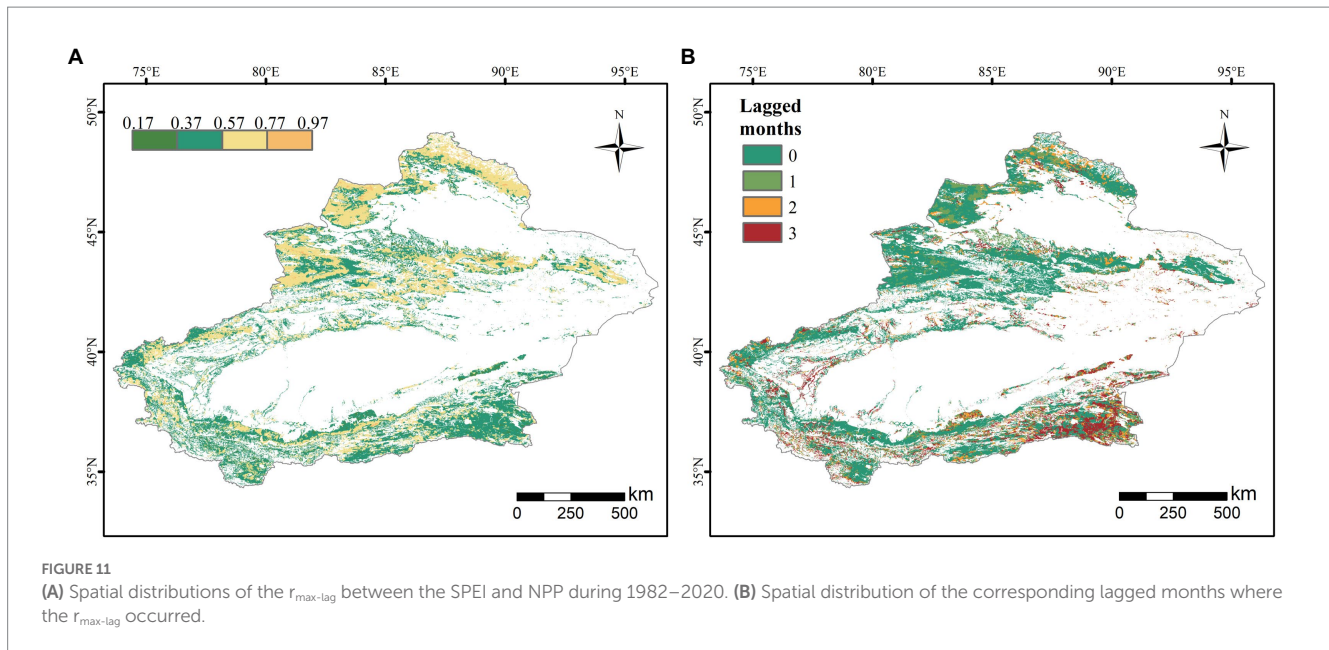 A
75°E 80°E 85°E 90°E 95°E
50°N
45°N
40°N
35°N
0.17 0.37 0.57 0.77 0.97
N
km
0 250 500
B
75°E 80°E 85°E 90°E 95°E
50°N
45°N
40°N
35°N
Lagged
months
0
1
2
3
N
km
0 250 500
FIGURE 11
(A) Spatial distributions of the rmax-lag between the SPEI and NPP during 1982–2020. (B) Spatial distribution of the corresponding lagged months where
the rmax-lag occurred.